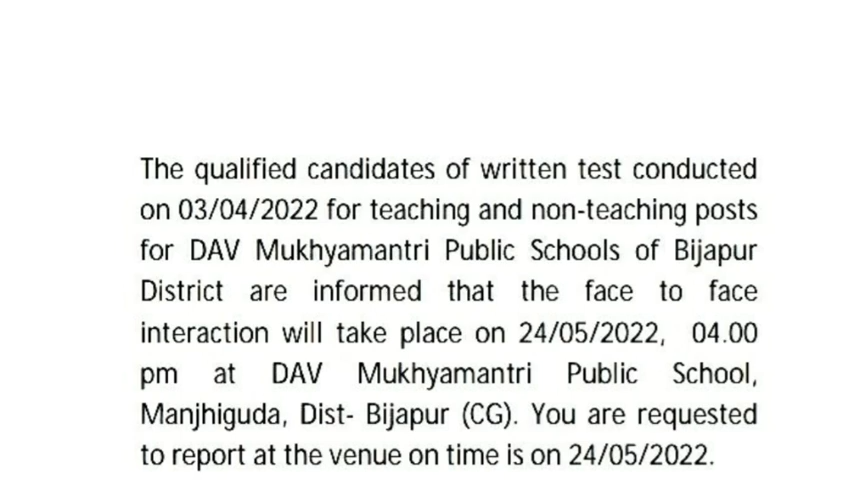 The qualified candidates of written test conducted
on 03/04/2022 for teaching and non-teaching posts
for DAV Mukhyamantri Public Schools of Bijapur
District are informed that the face to face
interaction will take place on 24/05/2022, 04.00
pm at DAV Mukhyamantri Public School,
Manjhiguda, Dist- Bijapur (CG). You are requested
to report at the venue on time is on 24/05/2022.